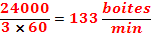 24000 / 3 × 60 = 133 boites / min